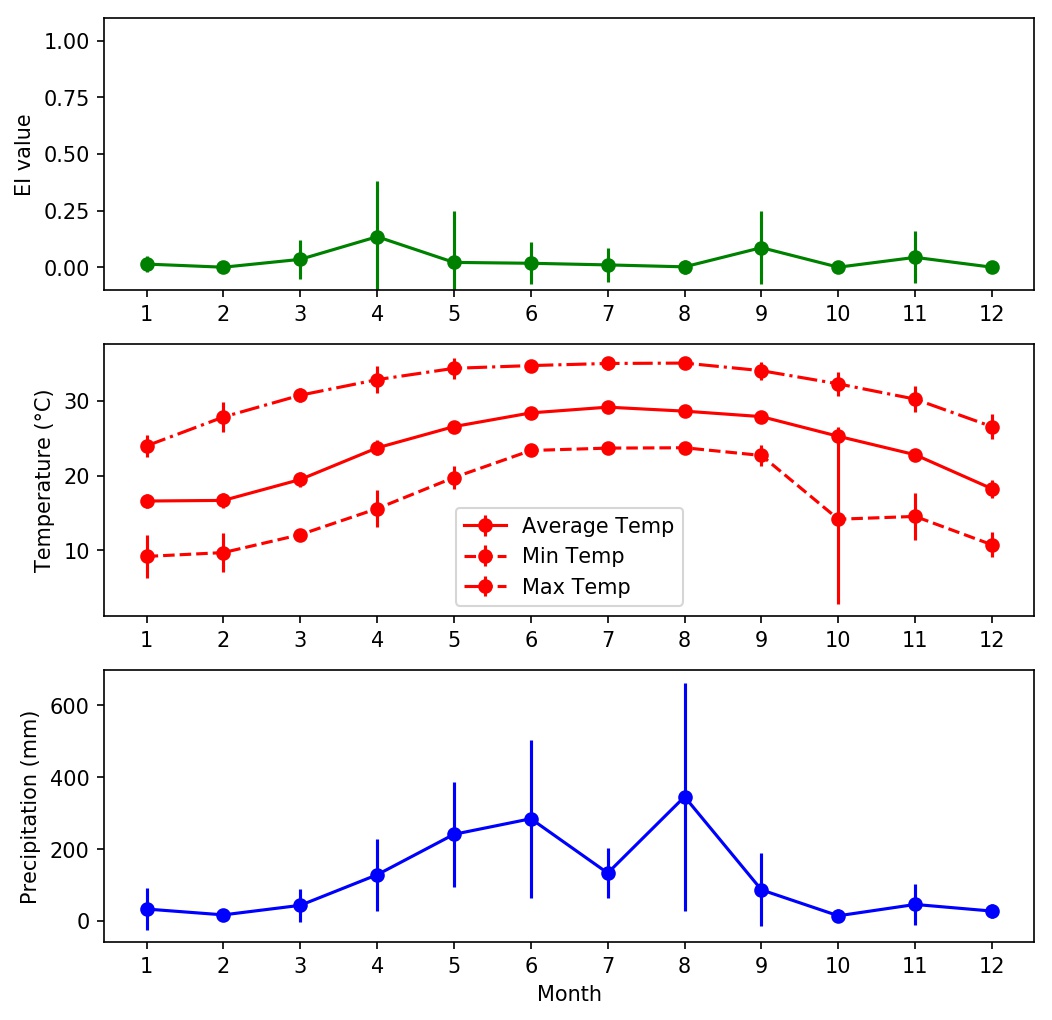 EI value
1.00
0.75
0.50
0.25
0.00
1 2 3 4 5 6 7 8 9 10 11 12
Temperature (°C)
30
20
10
Average Temp
Min Temp
Max Temp
1 2 3 4 5 6 7 8 9 10 11 12
Precipitation (mm)
600
400
200
0
1 2 3 4 5 6 7 8 9 10 11 12
Month